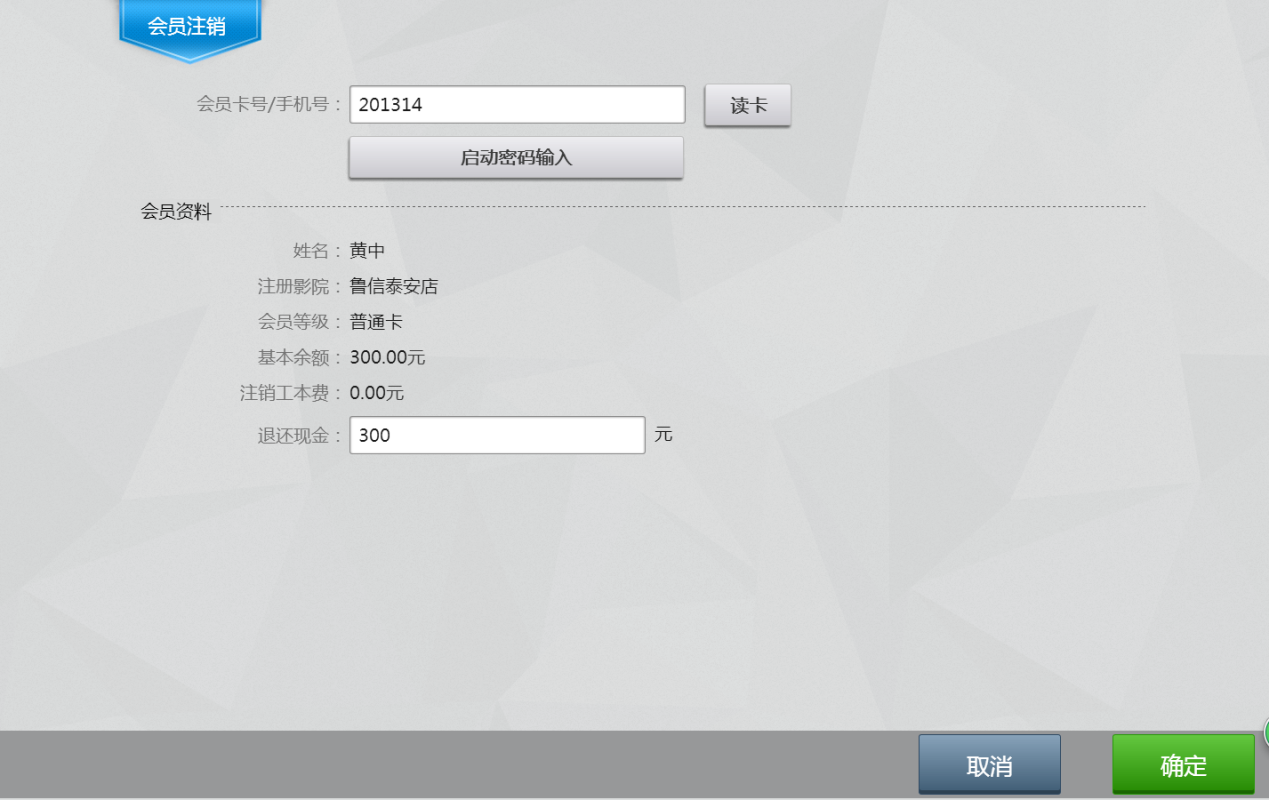 会员注销
会员卡号/手机号： 201314 读卡
启动密码输入
会员资料
姓名： 黄中
注册影院： 鲁信泰安店
会员等级： 普通卡
基本余额： 300.00元
注销工本费： 0.00元
退还现金： 300 元
取消 确定